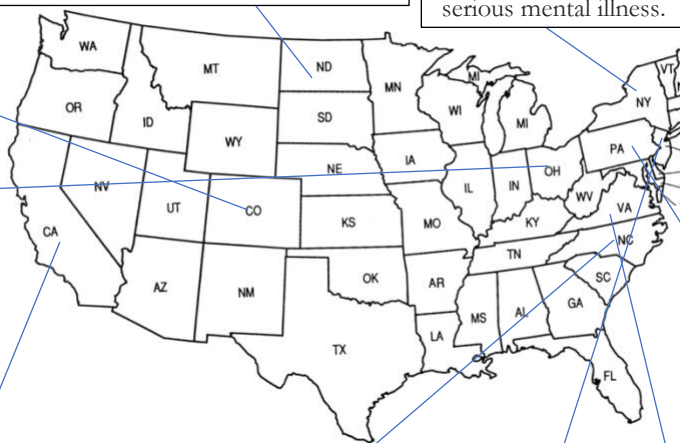 serious mental illness.
WA
ND
MT
MN
VT
MI
OR
NY
ID
SD
WI
MI
WY
PA
IA
NE
OH
NV
IL
IN
WV
UT
CO
VA
CA
KS
MO
KY
NC
TN
OK
SC
AZ
NM
AR
MS
AL
GA
LA
TX
FL